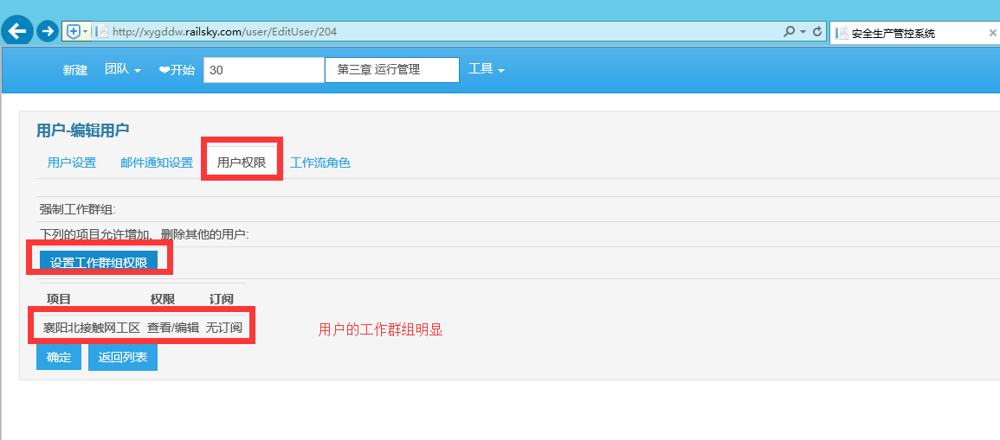 http://xygddw.railsky.com/user/EditUser/204
安全生产管控系统
新建 团队 ❤开始 30 第三章 运行管理 工具
用户-编辑用户
用户设置 邮件通知设置 用户权限 工作流角色
强制工作群组:
下列的项目允许增加、删除其他的用户:
设置工作群组权限
项目 权限 订阅
襄阳北接触网工区 查看/编辑 无订阅
用户的工作群组明显
确定 返回列表